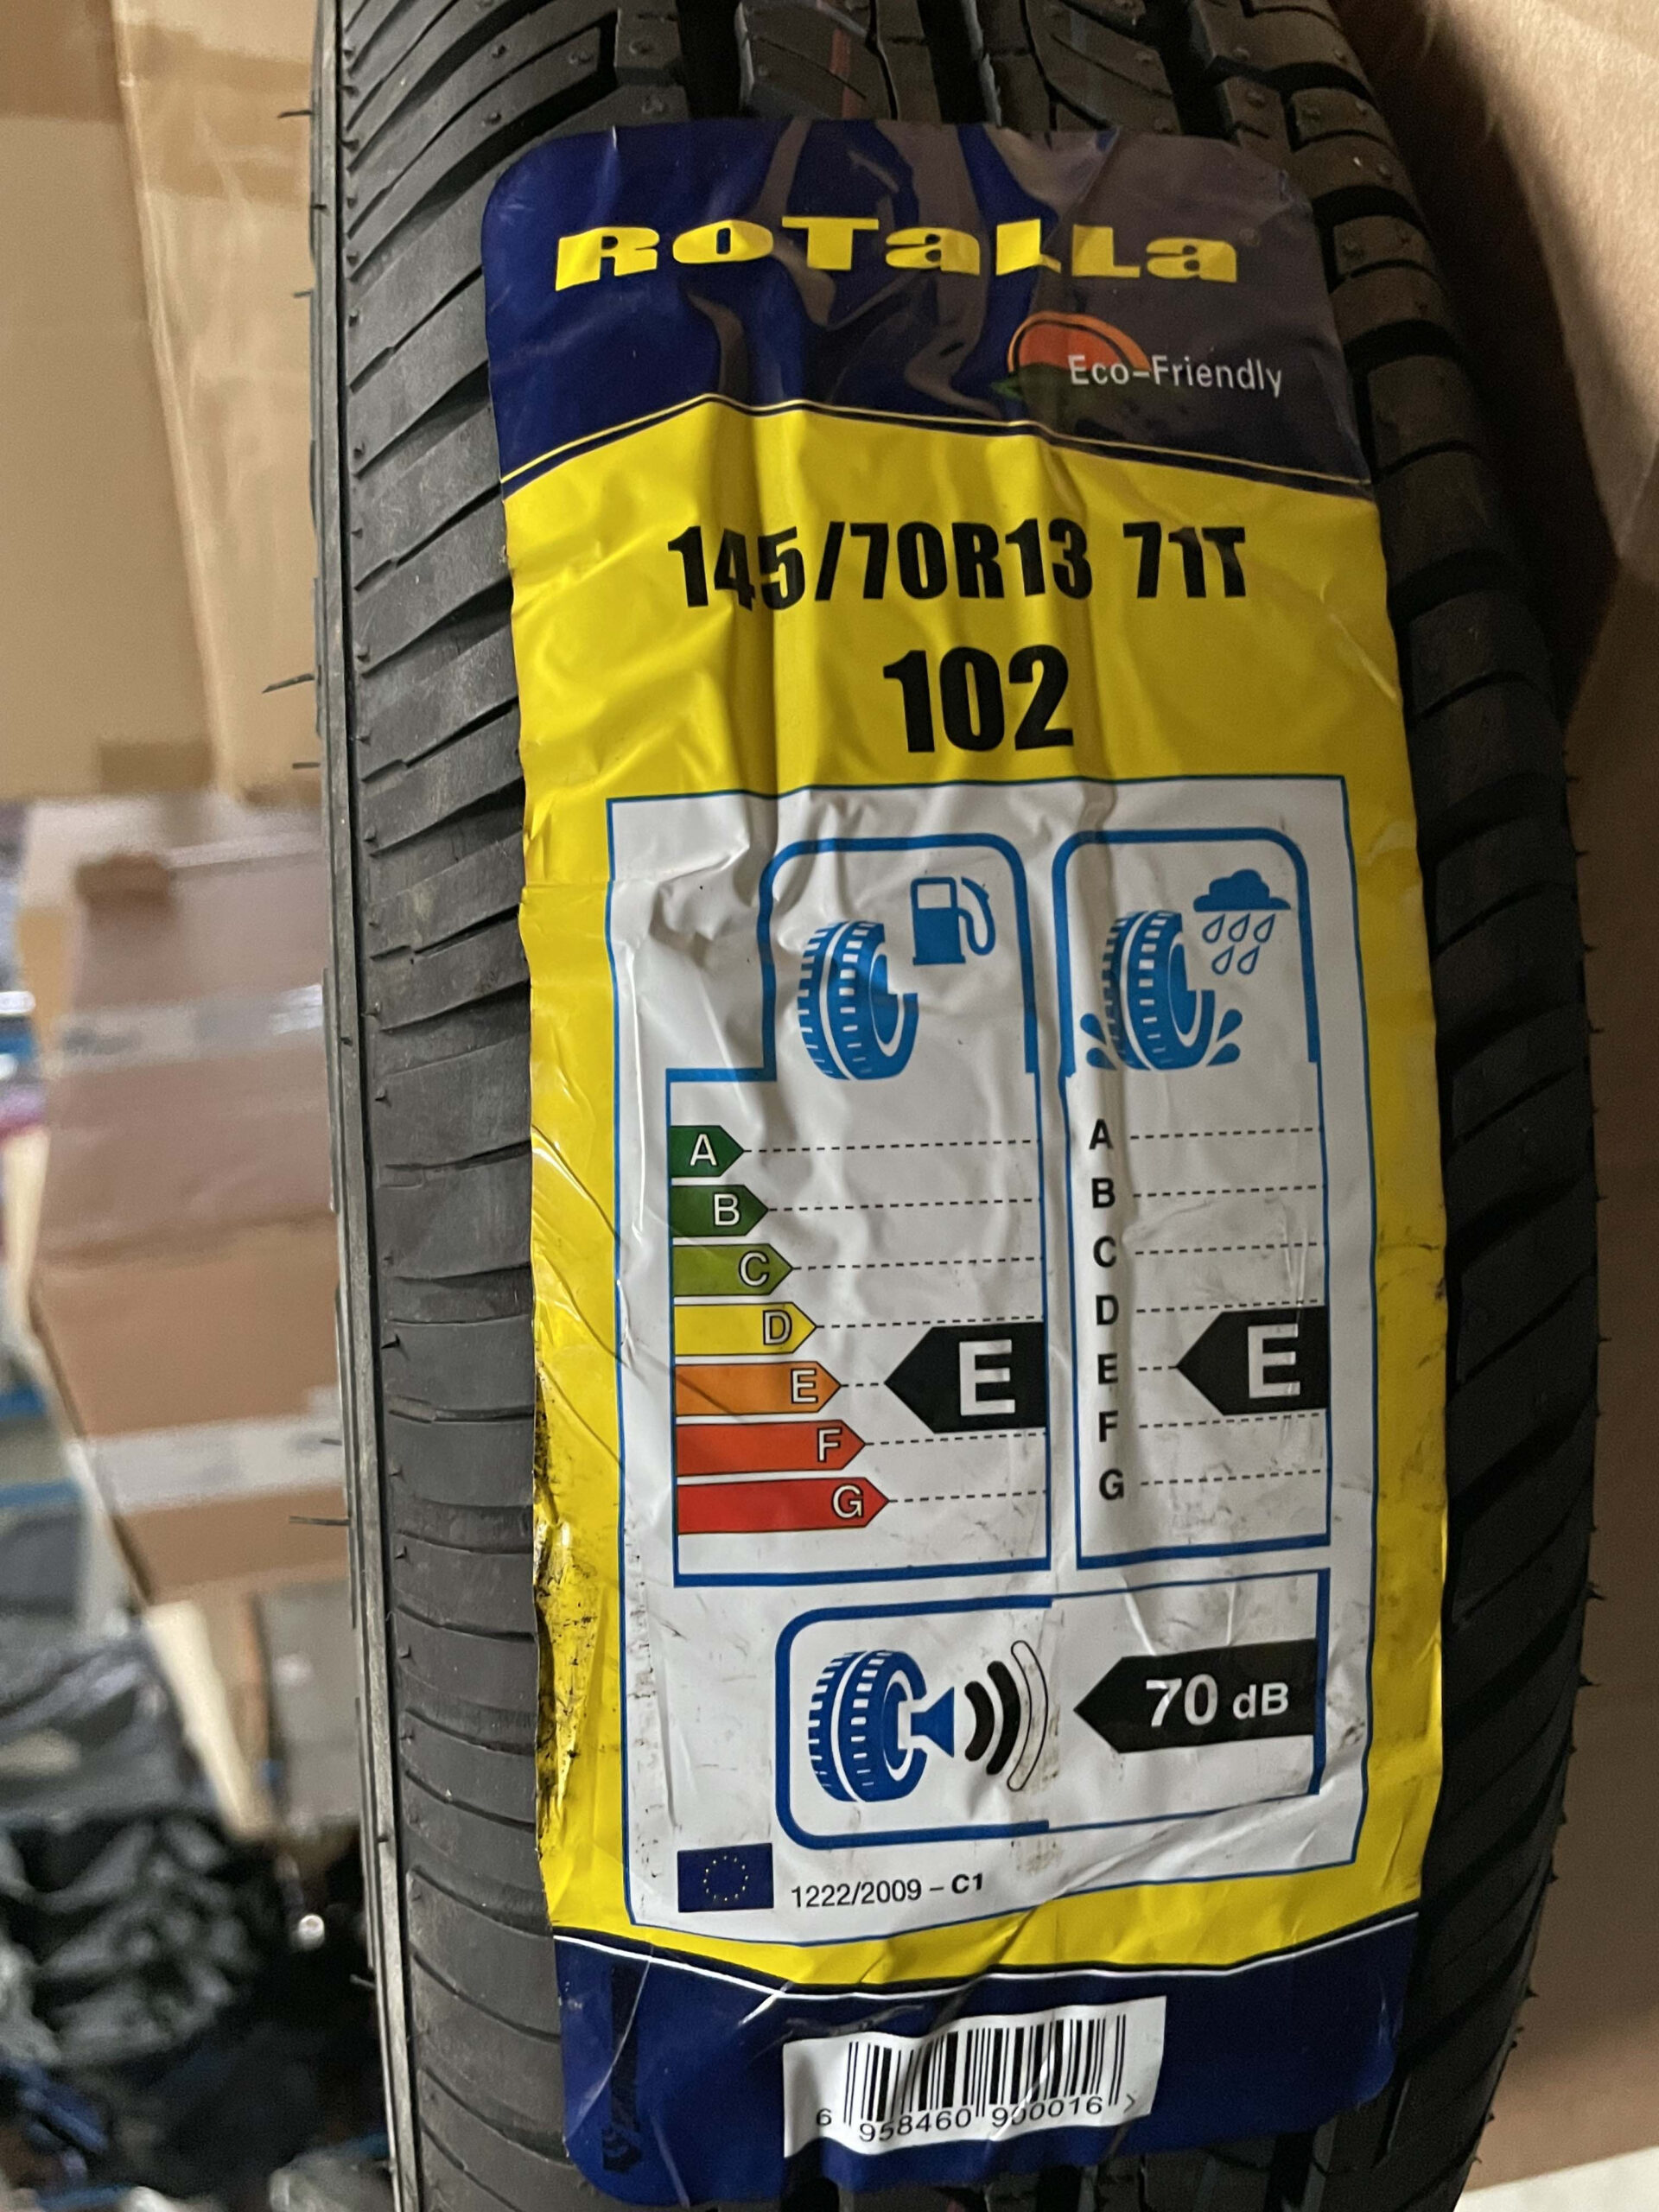 RoTaLLa
Eco-Friendly
145/70R13 71T
102
A A
B B
C C
D D
E E E E
F F
G G
70 dB
1222/2009 - C1
6 958460 900016 >